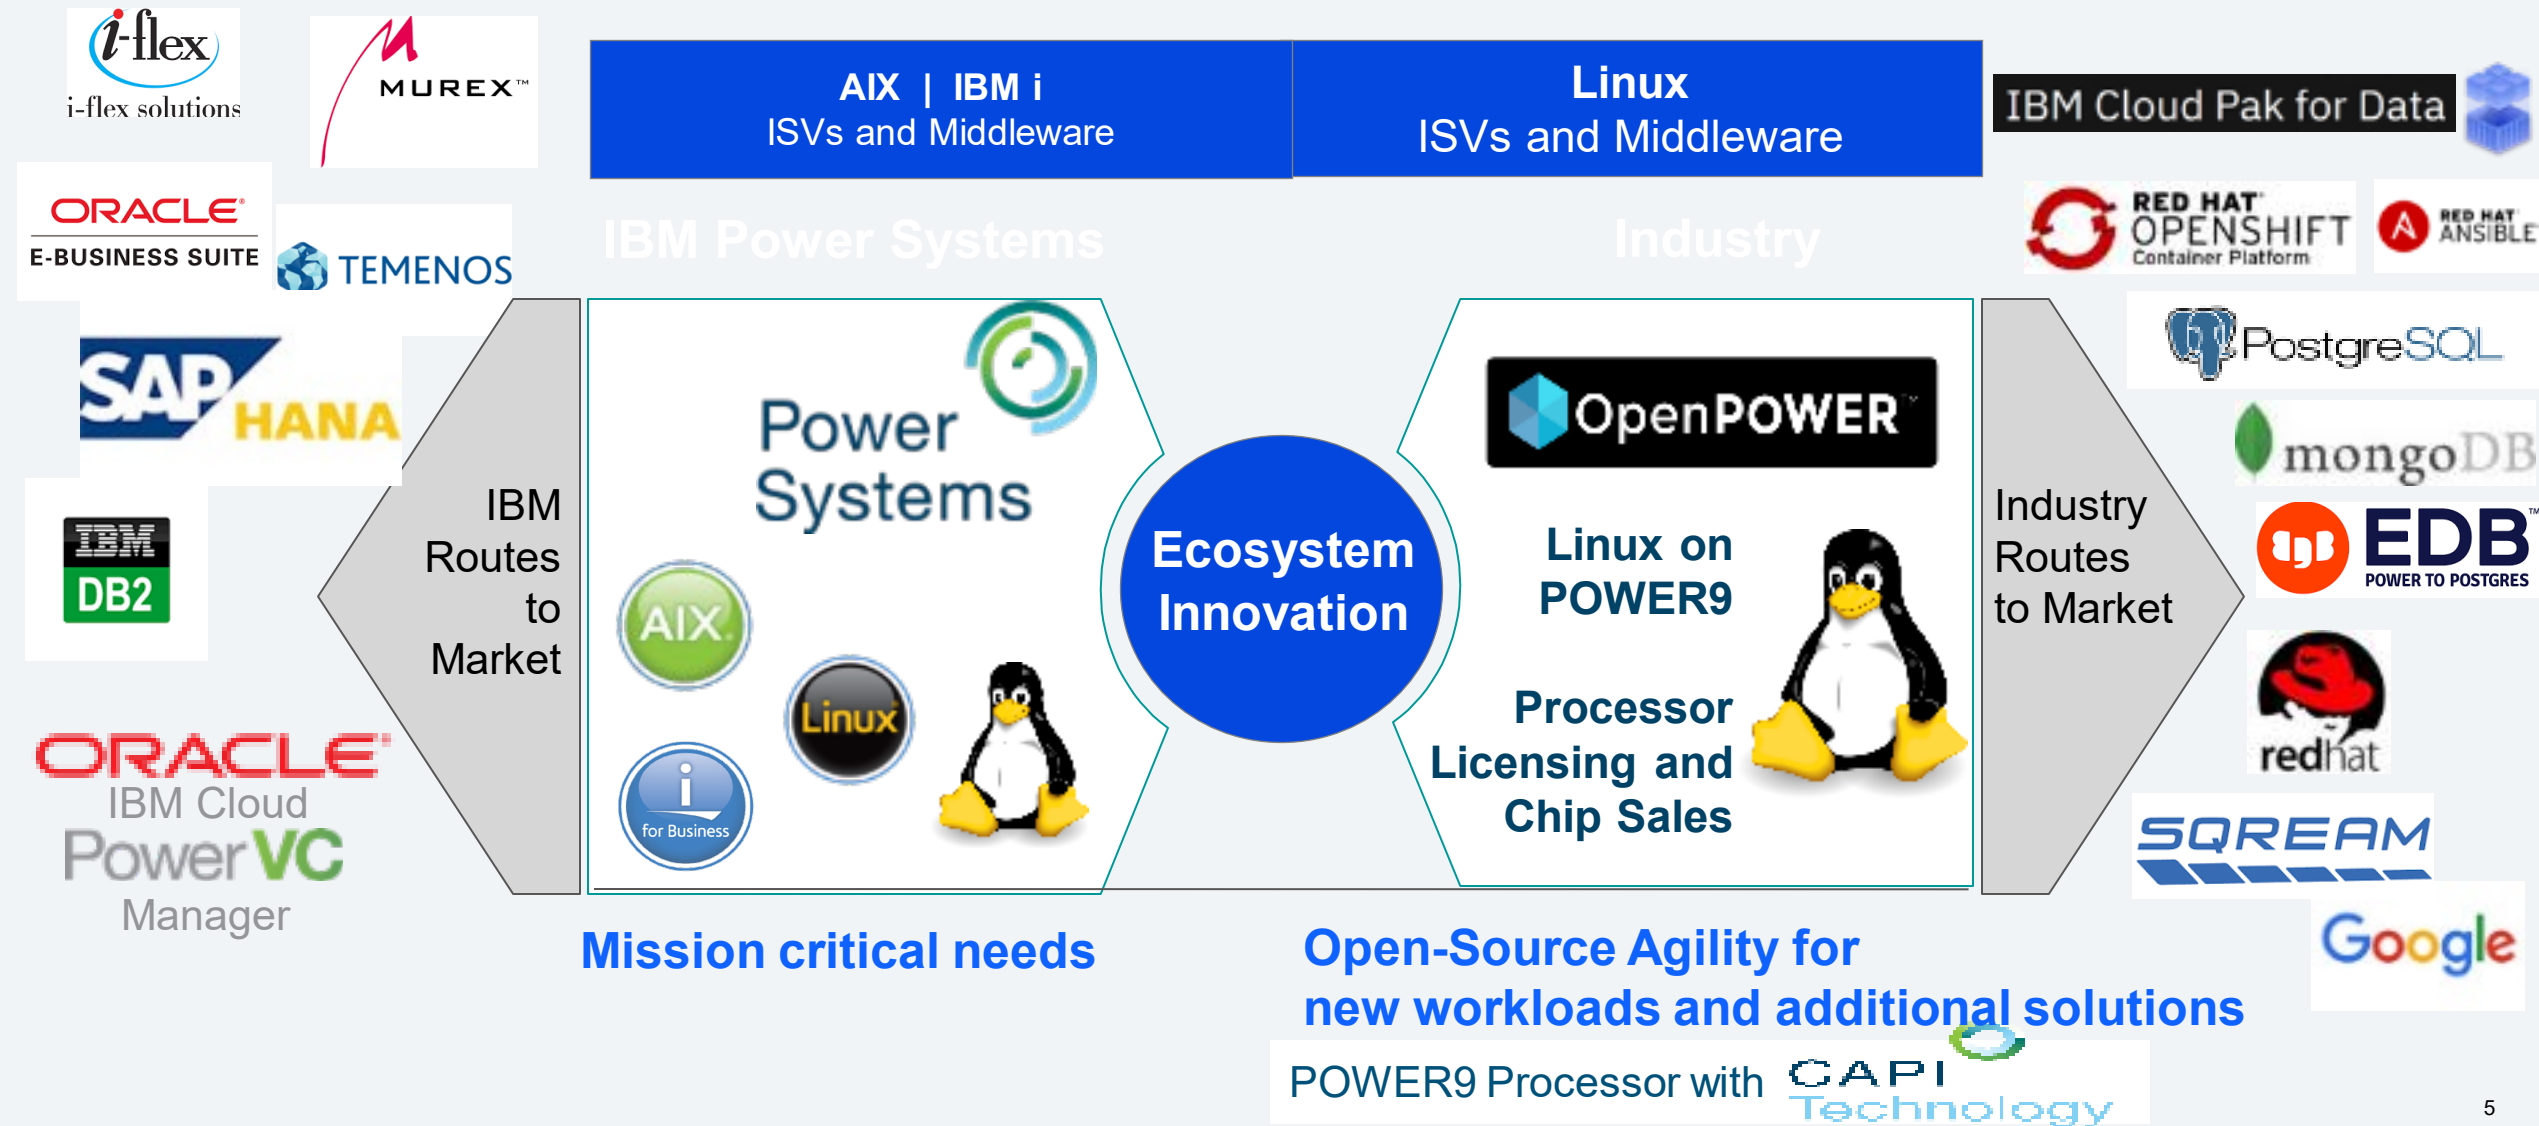 i-flex
i-flex solutions
MUREX™
ORACLE®
E-BUSINESS SUITE
TEMENOS
SAP
HANA
IBM
DB2
ORACLE
IBM Cloud
PowerVC
Manager
AIX | IBM i
ISVs and Middleware
Linux
ISVs and Middleware
IBM Power Systems
Industry
IBM
Routes
to
Market
Power
Systems
AIX
Linux
i
for Business
Ecosystem
Innovation
OpenPOWER™
Linux on
POWER9
Processor
Licensing and
Chip Sales
Industry
Routes
to Market
Mission critical needs
Open-Source Agility for
new workloads and additional solutions
POWER9 Processor with
CAPI
Technology
IBM Cloud Pak for Data
RED HAT
OPENSHIFT
Container Platform
A
RED HAT
ANSIBLE
PostgreSQL
mongoDB
EDB™
POWER TO POSTGRES
redhat
SQREAM
Google
5